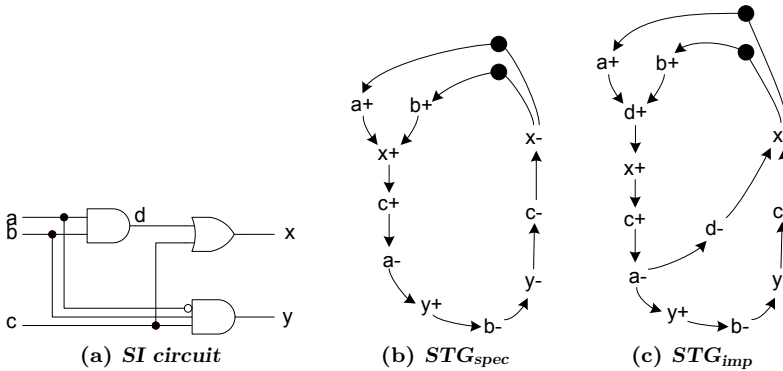 a
b
c
d
x
y
(a) SI circuit
a+
b+
x+
c+
a-
y+
b-
y-
c-
x-
(b) STGspec
a+
b+
d+
x+
c+
a-
d-
y+
b-
y
c
x
(c) STGimp